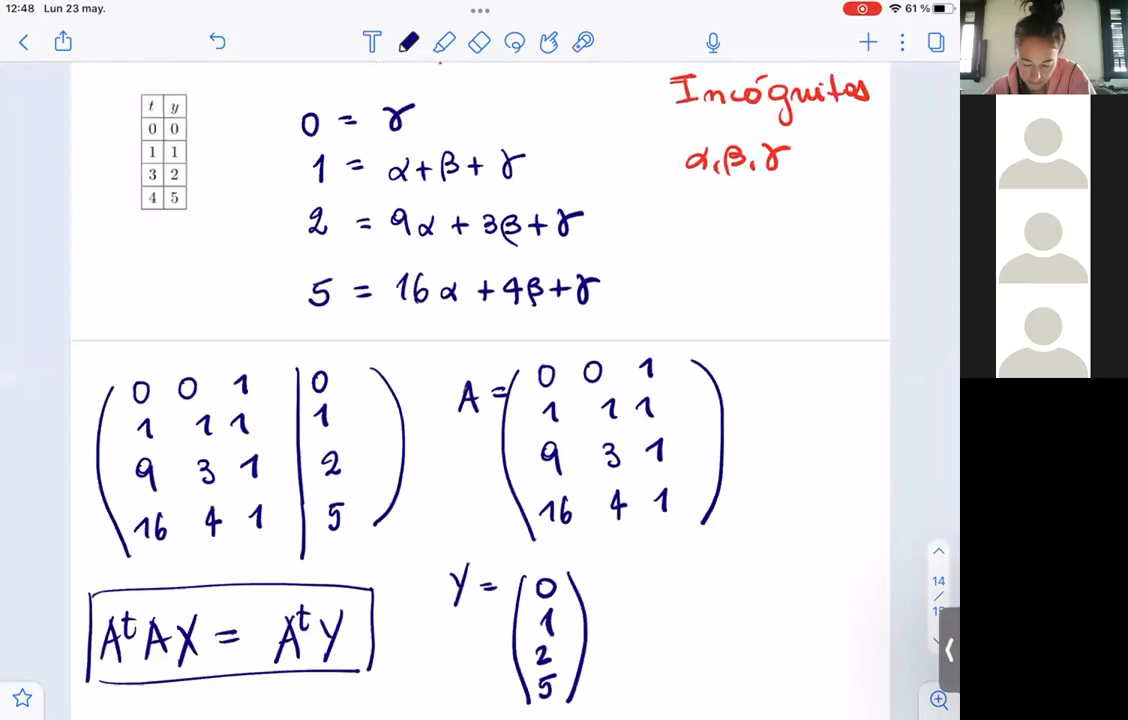 12:48 Lun 23 may.
61 %
T
t y
0 0
1 1
3 2
4 5
0 = γ
1 = α + β + γ
2 = 9α + 3β + γ
5 = 16α + 4β + γ
Incógnitas
α, β, γ
0 0 1 | 0
1 1 1 | 1
9 3 1 | 2
16 4 1 | 5
A = 0 0 1
1 1 1
9 3 1
16 4 1
AᵗAX = AᵗY
Y = 0
1
2
5
14
/